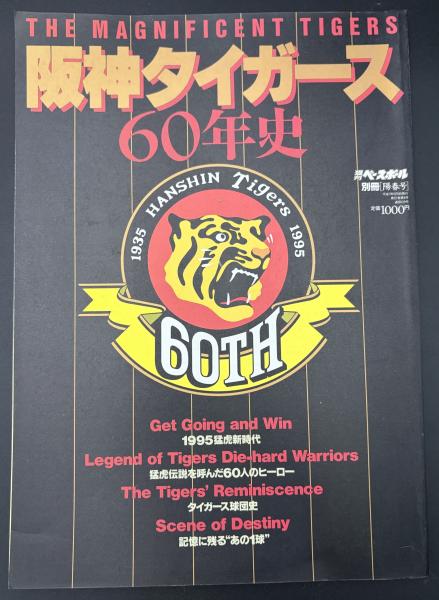 THE MAGNIFICENT TIGERS
阪神タイガース
60年史
週刊ベースボール
別冊[陽春号]
定価1000円
1935 HANSHIN Tigers 1995
60TH
Get Going and Win
1995猛虎新時代
Legend of Tigers Die-hard Warriors
猛虎伝説を呼んだ60人のヒーロー
The Tigers' Reminiscence
タイガース球団史
Scene of Destiny
記憶に残る"あの1球"